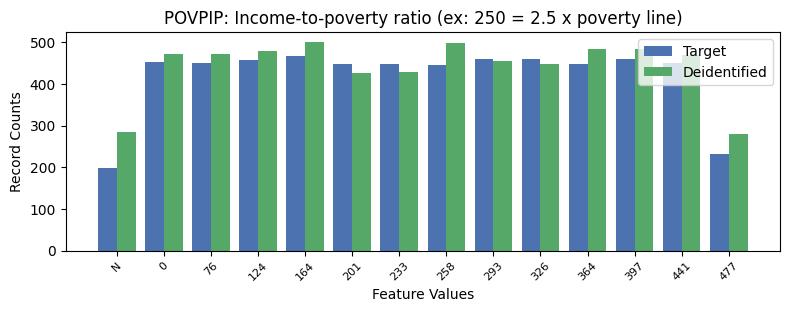 POVPIP: Income-to-poverty ratio (ex: 250 = 2.5 x poverty line)
Target
Deidentified
Record Counts
500
400
300
200
100
0
N 0 76 124 164 201 233 258 293 326 364 397 441 477
Feature Values